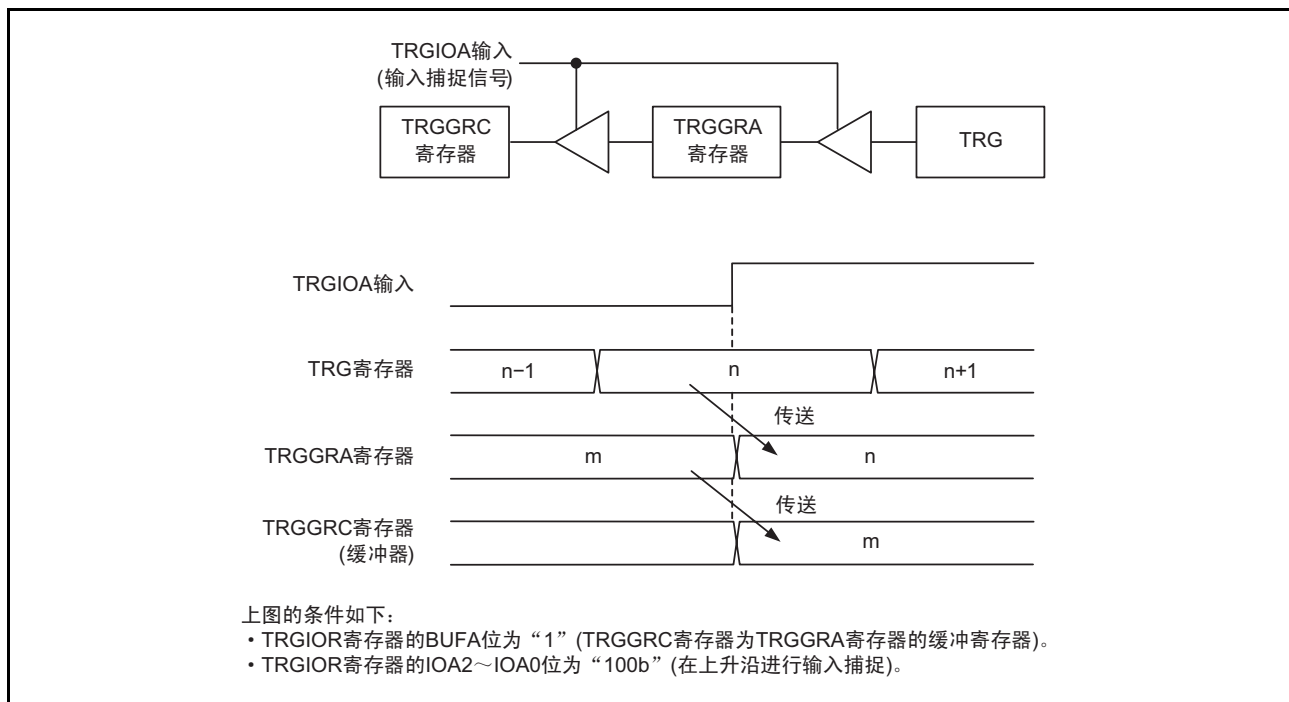 TRGIOA输入
(输入捕捉信号)
TRGGRC
寄存器
TRGGRA
寄存器
TRG
TRGIOA输入
TRG寄存器
n−1
n
n+1
传送
TRGGRA寄存器
m
n
传送
TRGGRC寄存器
(缓冲器)
m
上图的条件如下：
• TRGIOR寄存器的BUFA位为“1”(TRGGRC寄存器为TRGGRA寄存器的缓冲寄存器)。
• TRGIOR寄存器的IOA2～IOA0位为“100b”(在上升沿进行输入捕捉)。